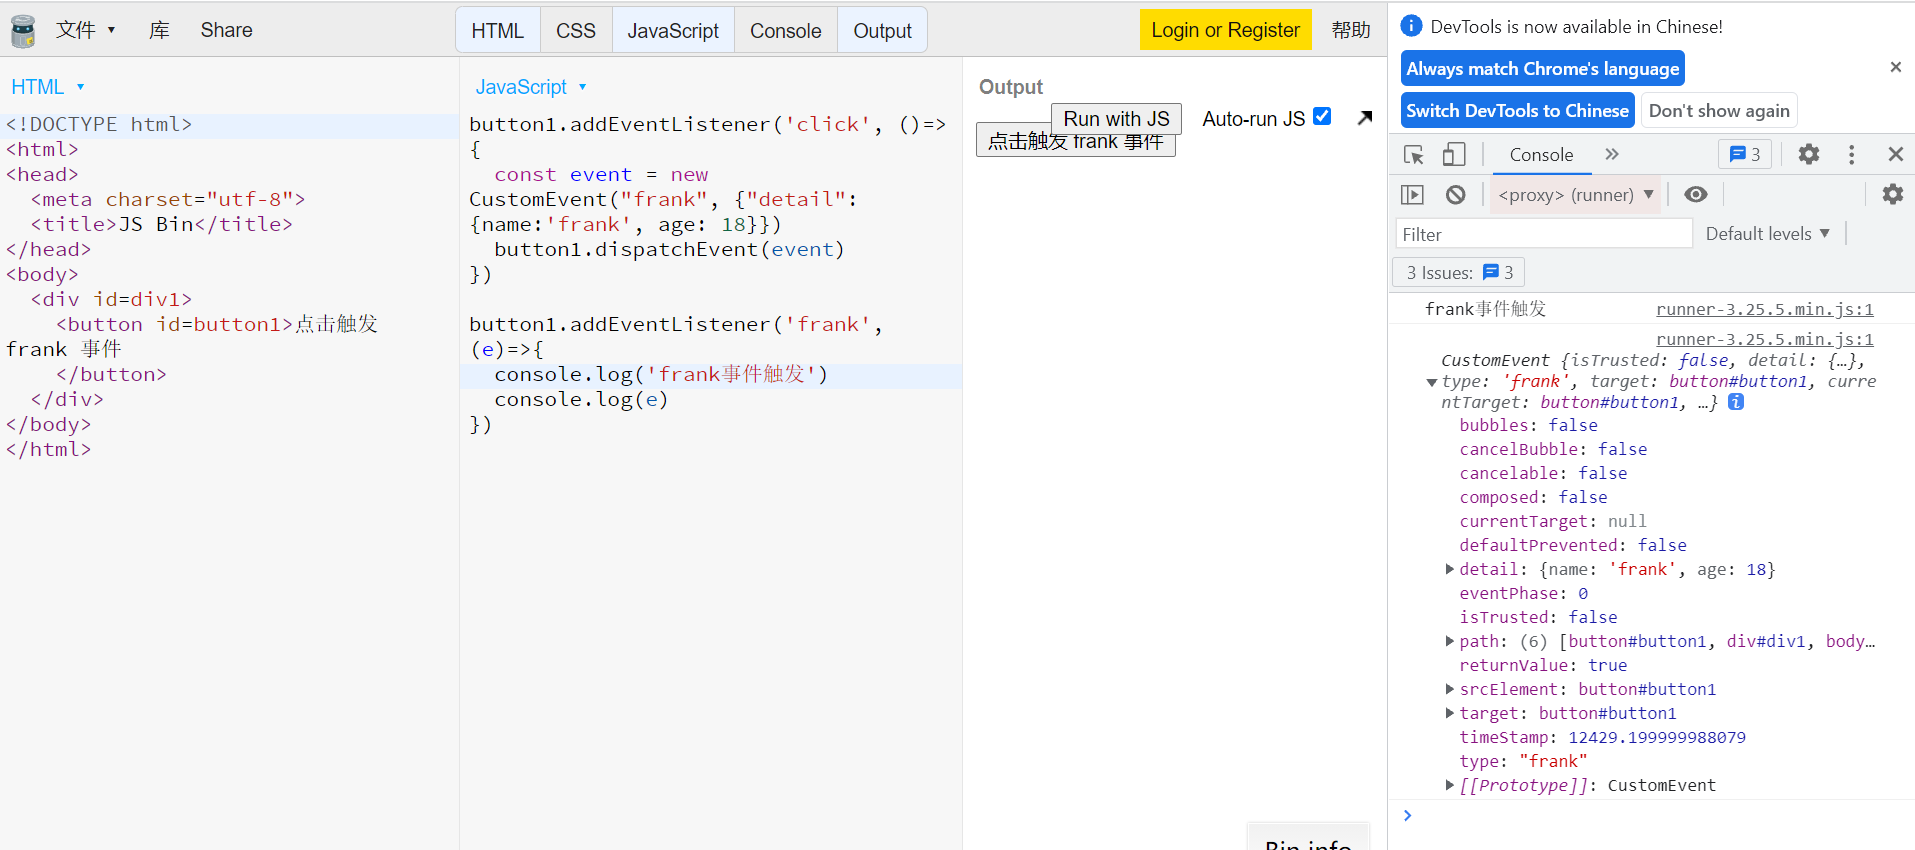 文件 ▾ 库 Share HTML CSS JavaScript Console Output Login or Register 帮助
HTML ▾
<!DOCTYPE html>
<html>
<head>
  <meta charset="utf-8">
  <title>JS Bin</title>
</head>
<body>
  <div id=div1>
    <button id=button1>点击触发
frank 事件
    </button>
  </div>
</body>
</html>
JavaScript ▾
button1.addEventListener('click', ()=>
{
  const event = new
CustomEvent("frank", {"detail":
{name:'frank', age: 18}})
  button1.dispatchEvent(event)
})
button1.addEventListener('frank',
(e)=>{
  console.log('frank事件触发')
  console.log(e)
})
Output
Run with JS Auto-run JS
点击触发 frank 事件
Bin info
DevTools is now available in Chinese!
Always match Chrome's language
Switch DevTools to Chinese Don't show again
Console » 3
<proxy> (runner) ▼
Filter Default levels ▼
3 Issues: 3
frank事件触发 runner-3.25.5.min.js:1
runner-3.25.5.min.js:1
CustomEvent {isTrusted: false, detail: {…},
type: 'frank', target: button#button1, curre
ntTarget: button#button1, …}
bubbles: false
cancelBubble: false
cancelable: false
composed: false
currentTarget: null
defaultPrevented: false
detail: {name: 'frank', age: 18}
eventPhase: 0
isTrusted: false
path: (6) [button#button1, div#div1, body…
returnValue: true
srcElement: button#button1
target: button#button1
timeStamp: 12429.199999988079
type: "frank"
[[Prototype]]: CustomEvent